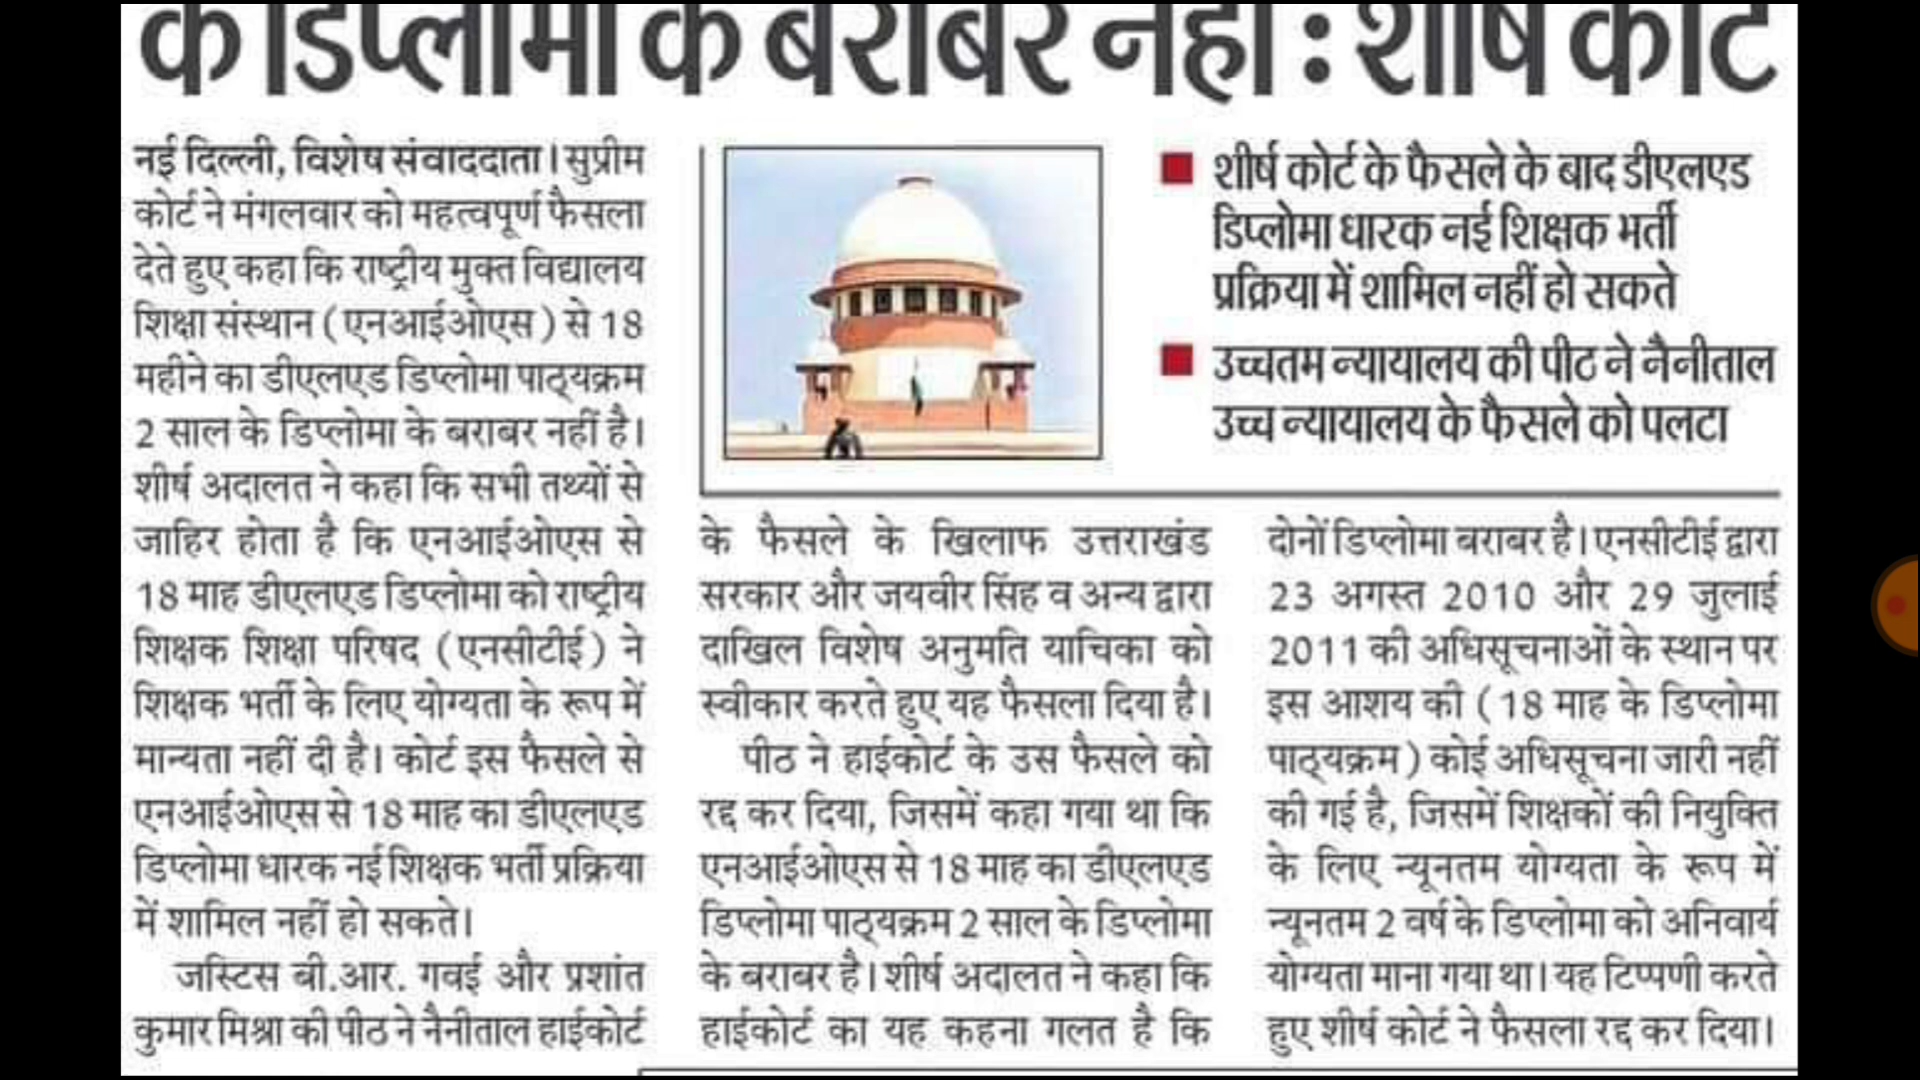 के डिप्लोमा के बराबर नहीं : शीर्ष कोर्ट
नई दिल्ली, विशेष संवाददाता। सुप्रीम
कोर्ट ने मंगलवार को महत्वपूर्ण फैसला
देते हुए कहा कि राष्ट्रीय मुक्त विद्यालय
शिक्षा संस्थान (एनआईओएस) से 18
महीने का डीएलएड डिप्लोमा पाठ्यक्रम
2 साल के डिप्लोमा के बराबर नहीं है।
शीर्ष अदालत ने कहा कि सभी तथ्यों से
जाहिर होता है कि एनआईओएस से
18 माह डीएलएड डिप्लोमा को राष्ट्रीय
शिक्षक शिक्षा परिषद (एनसीटीई) ने
शिक्षक भर्ती के लिए योग्यता के रूप में
मान्यता नहीं दी है। कोर्ट इस फैसले से
एनआईओएस से 18 माह का डीएलएड
डिप्लोमा धारक नई शिक्षक भर्ती प्रक्रिया
में शामिल नहीं हो सकते।
जस्टिस बी.आर. गवई और प्रशांत
कुमार मिश्रा की पीठ ने नैनीताल हाईकोर्ट
शीर्ष कोर्ट के फैसले के बाद डीएलएड
डिप्लोमा धारक नई शिक्षक भर्ती
प्रक्रिया में शामिल नहीं हो सकते
उच्चतम न्यायालय की पीठ ने नैनीताल
उच्च न्यायालय के फैसले को पलटा
के फैसले के खिलाफ उत्तराखंड
सरकार और जयवीर सिंह व अन्य द्वारा
दाखिल विशेष अनुमति याचिका को
स्वीकार करते हुए यह फैसला दिया है।
पीठ ने हाईकोर्ट के उस फैसले को
रद्द कर दिया, जिसमें कहा गया था कि
एनआईओएस से 18 माह का डीएलएड
डिप्लोमा पाठ्यक्रम 2 साल के डिप्लोमा
के बराबर है। शीर्ष अदालत ने कहा कि
हाईकोर्ट का यह कहना गलत है कि
दोनों डिप्लोमा बराबर है। एनसीटीई द्वारा
23 अगस्त 2010 और 29 जुलाई
2011 की अधिसूचनाओं के स्थान पर
इस आशय की (18 माह के डिप्लोमा
पाठ्यक्रम) कोई अधिसूचना जारी नहीं
की गई है, जिसमें शिक्षकों की नियुक्ति
के लिए न्यूनतम योग्यता के रूप में
न्यूनतम 2 वर्ष के डिप्लोमा को अनिवार्य
योग्यता माना गया था। यह टिप्पणी करते
हुए शीर्ष कोर्ट ने फैसला रद्द कर दिया।